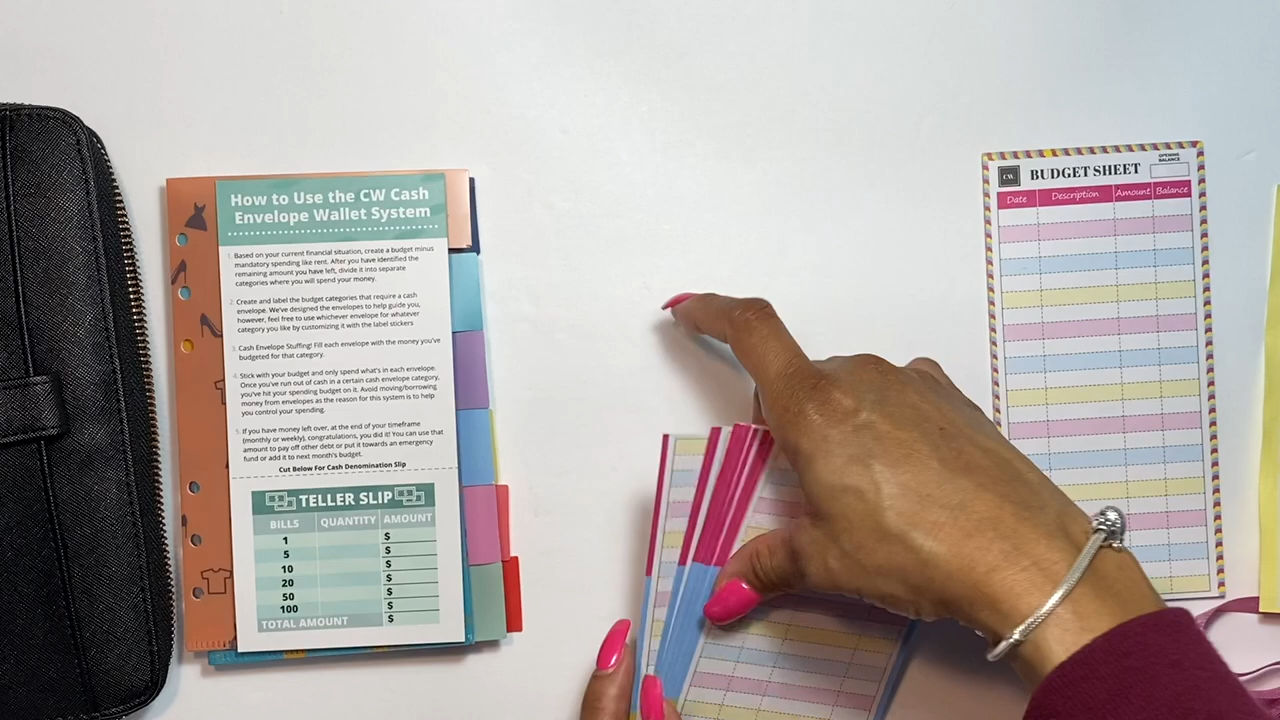 How to Use the CW Cash
Envelope Wallet System
1. Based on your current financial situation, create a budget minus
mandatory spending like rent. After you have identified the
remaining amount you have left, divide it into separate
categories where you will spend your money.
2. Create and label the budget categories that require a cash
envelope. We've designed the envelopes to help guide you,
however, feel free to use whichever envelope for whatever
category you like by customizing it with the label stickers
3. Cash Envelope Stuffing! Fill each envelope with the money you've
budgeted for that category.
4. Stick with your budget and only spend what's in each envelope.
Once you've run out of cash in a certain cash envelope category,
you've hit your spending budget on it. Avoid moving/borrowing
money from envelopes as the reason for this system is to help
you control your spending.
5. If you have money left over, at the end of your timeframe
(monthly or weekly), congratulations, you did it! You can use that
amount to pay off other debt or put it towards an emergency
fund or add it to next month's budget.
Cut Below For Cash Denomination Slip
TELLER SLIP
BILLS QUANTITY AMOUNT
1 $
5 $
10 $
20 $
50 $
100 $
TOTAL AMOUNT $
CW.
BUDGET SHEET
OPENING
BALANCE
Date Description Amount Balance